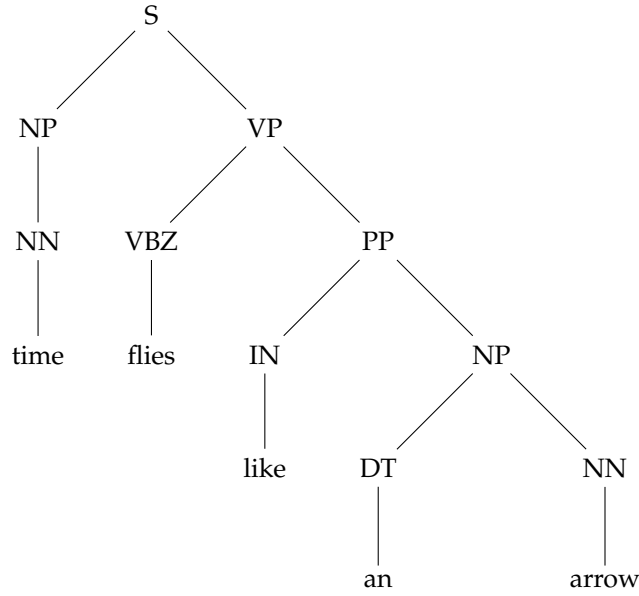 S
NP VP
NN VBZ PP
time flies IN NP
like DT NN
an arrow